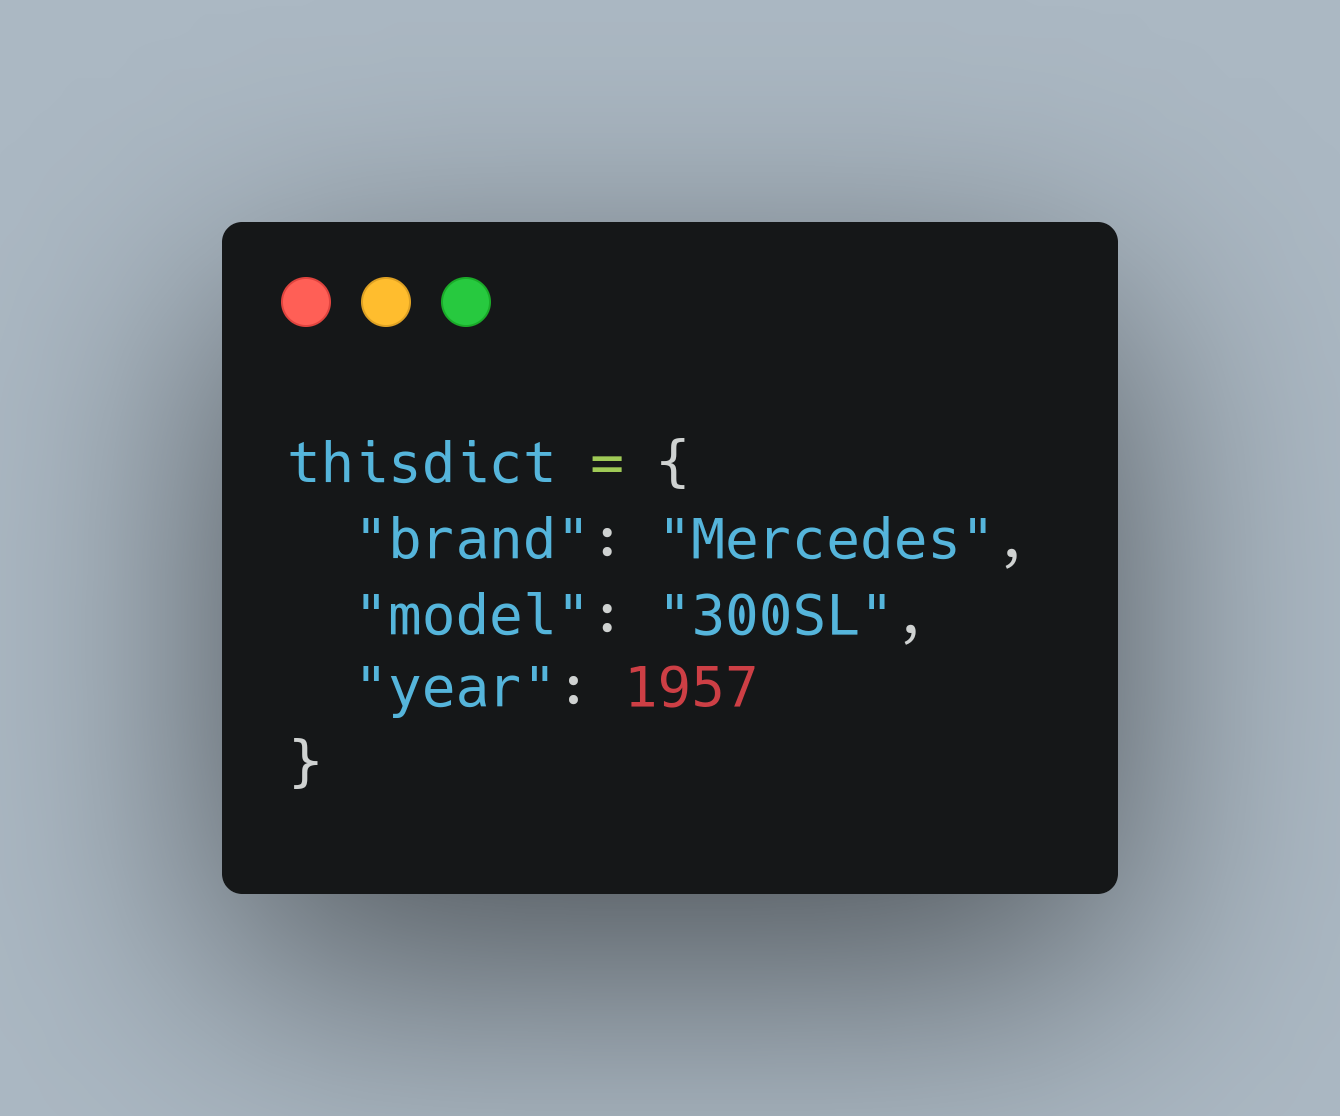 thisdict = {
  "brand": "Mercedes",
  "model": "300SL",
  "year": 1957
}